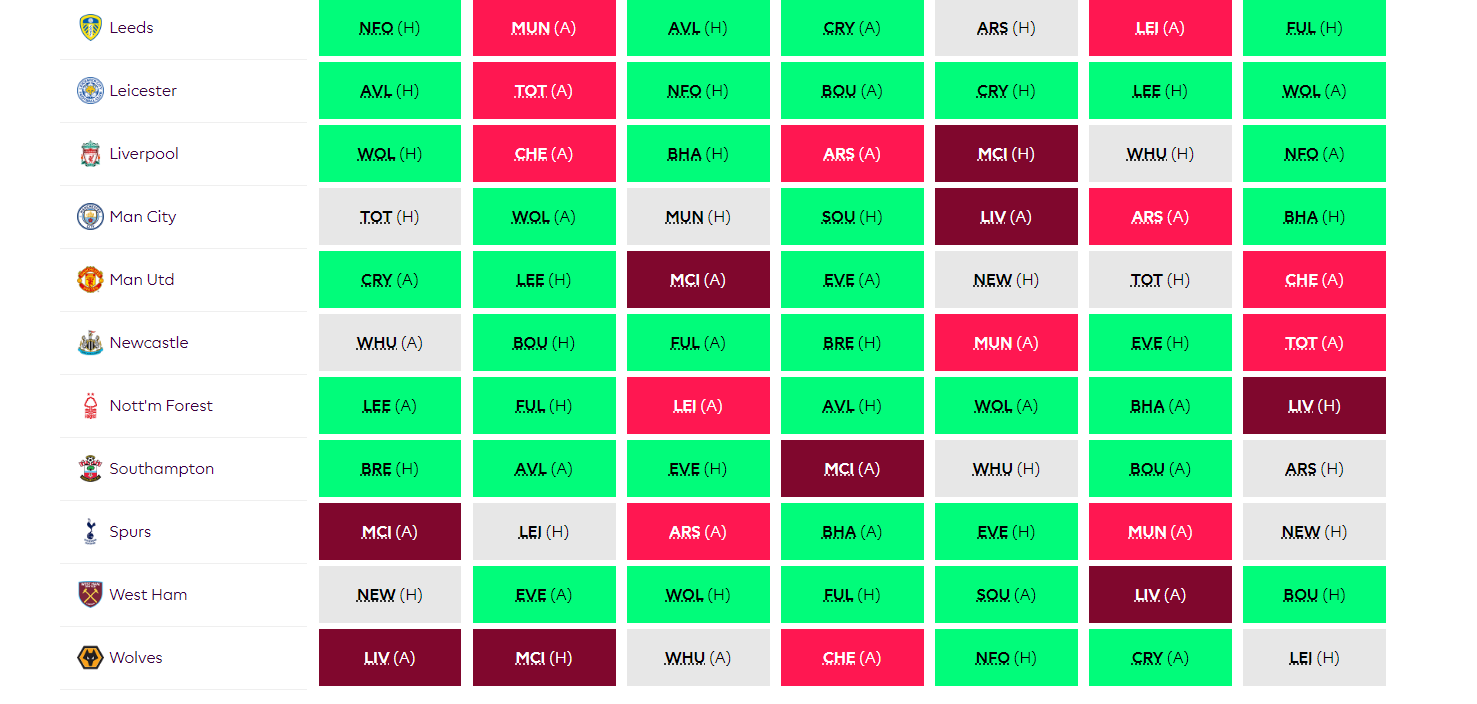 Leeds NFO (H) MUN (A) AVL (H) CRY (A) ARS (H) LEI (A) FUL (H)
Leicester AVL (H) TOT (A) NFO (H) BOU (A) CRY (H) LEE (H) WOL (A)
Liverpool WOL (H) CHE (A) BHA (H) ARS (A) MCI (H) WHU (H) NFO (A)
Man City TOT (H) WOL (A) MUN (H) SOU (H) LIV (A) ARS (A) BHA (H)
Man Utd CRY (A) LEE (H) MCI (A) EVE (A) NEW (H) TOT (H) CHE (A)
Newcastle WHU (A) BOU (H) FUL (A) BRE (H) MUN (A) EVE (H) TOT (A)
Nott'm Forest LEE (A) FUL (H) LEI (A) AVL (H) WOL (A) BHA (A) LIV (H)
Southampton BRE (H) AVL (A) EVE (H) MCI (A) WHU (H) BOU (A) ARS (H)
Spurs MCI (A) LEI (H) ARS (A) BHA (A) EVE (H) MUN (A) NEW (H)
West Ham NEW (H) EVE (A) WOL (H) FUL (H) SOU (A) LIV (A) BOU (H)
Wolves LIV (A) MCI (H) WHU (A) CHE (A) NFO (H) CRY (A) LEI (H)